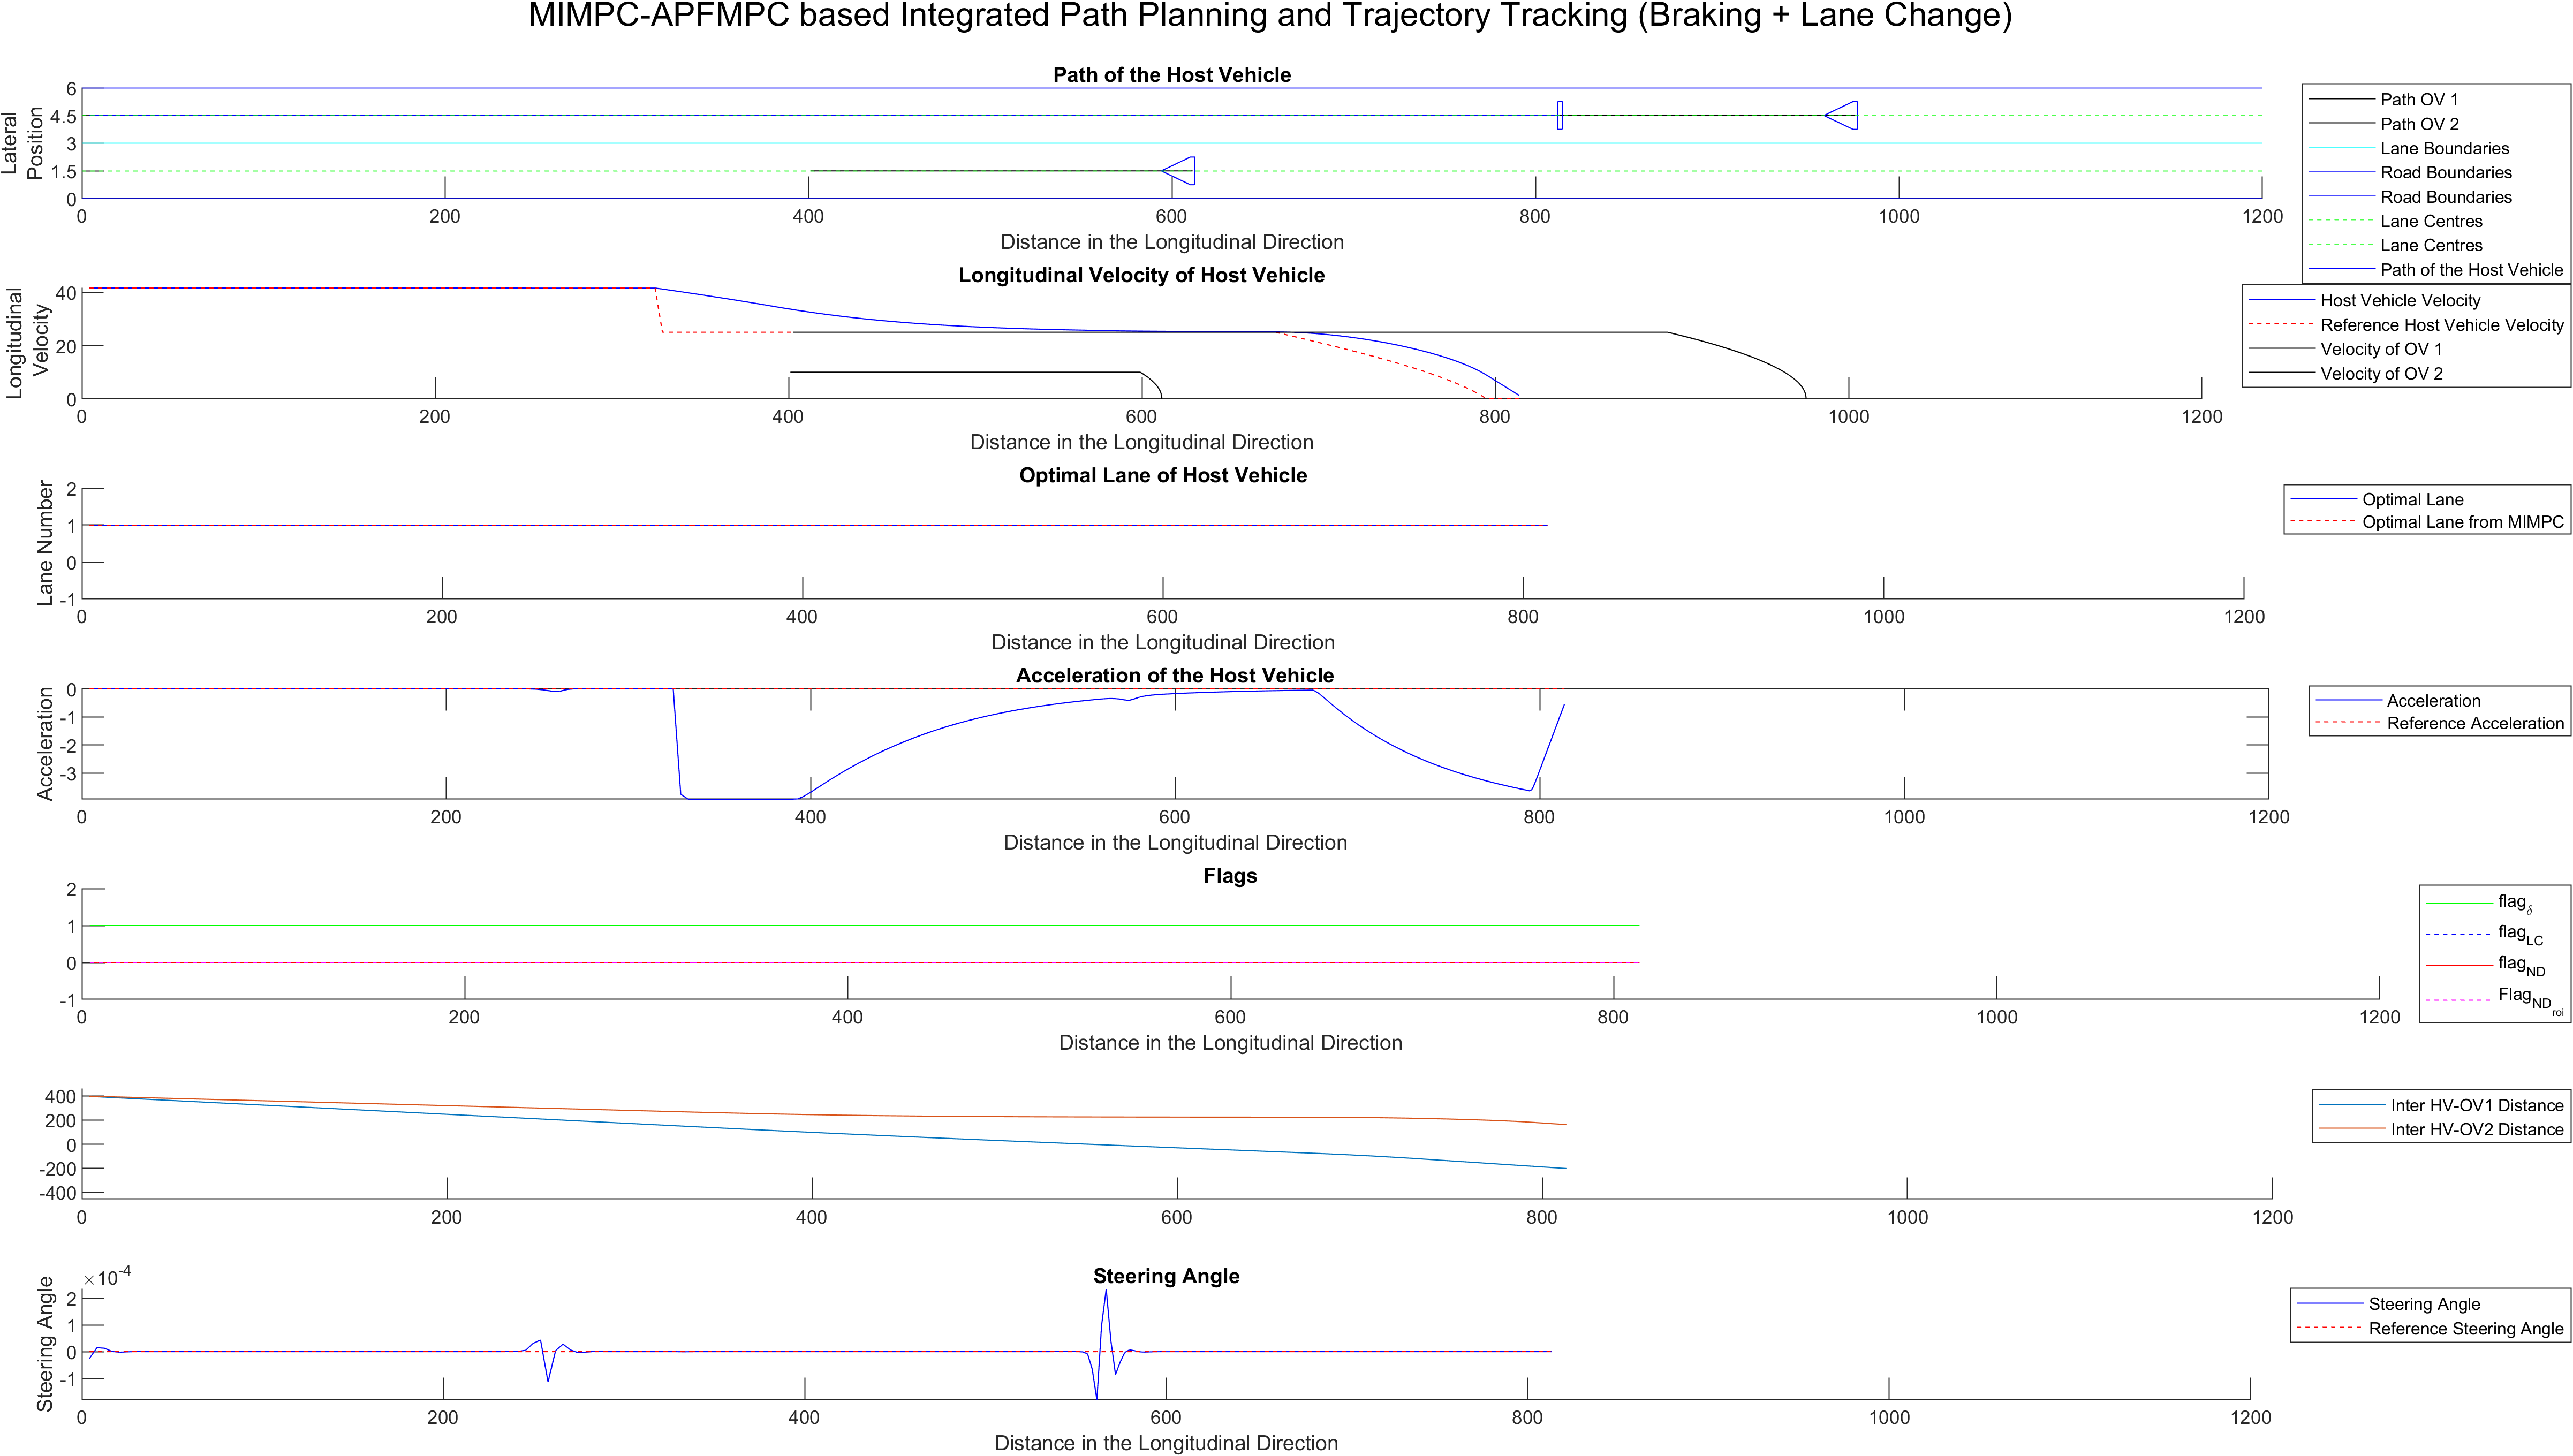 MIMPC-APFMPC based Integrated Path Planning and Trajectory Tracking (Braking + Lane Change)
Path of the Host Vehicle
Lateral
Position
6
4.5
3
1.5
0
0 200 400 600 800 1000 1200
Distance in the Longitudinal Direction
Path OV 1
Path OV 2
Lane Boundaries
Road Boundaries
Road Boundaries
Lane Centres
Lane Centres
Path of the Host Vehicle
Longitudinal Velocity of Host Vehicle
Longitudinal
Velocity
40
20
0
0 200 400 600 800 1000 1200
Distance in the Longitudinal Direction
Host Vehicle Velocity
Reference Host Vehicle Velocity
Velocity of OV 1
Velocity of OV 2
Optimal Lane of Host Vehicle
Lane Number
2
1
0
-1
0 200 400 600 800 1000 1200
Distance in the Longitudinal Direction
Optimal Lane
Optimal Lane from MIMPC
Acceleration of the Host Vehicle
Acceleration
0
-1
-2
-3
0 200 400 600 800 1000 1200
Distance in the Longitudinal Direction
Acceleration
Reference Acceleration
Flags
2
1
0
-1
0 200 400 600 800 1000 1200
Distance in the Longitudinal Direction
flag_δ
flag_LC
flag_ND
Flag_ND_roi
400
200
0
-200
-400
0 200 400 600 800 1000 1200
Inter HV-OV1 Distance
Inter HV-OV2 Distance
Steering Angle
×10^-4
Steering Angle
2
1
0
-1
0 200 400 600 800 1000 1200
Distance in the Longitudinal Direction
Steering Angle
Reference Steering Angle